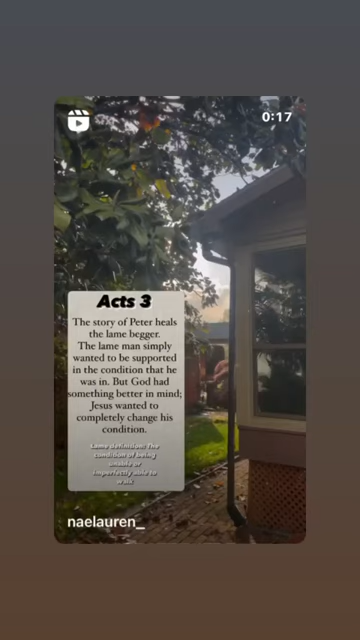 0:17
Acts 3
The story of Peter heals
the lame begger.
The lame man simply
wanted to be supported
in the condition that he
was in. But God had
something better in mind;
Jesus wanted to
completely change his
condition.
Lame definition: The
condition of being
unable or
imperfectly able to
walk
naelauren_